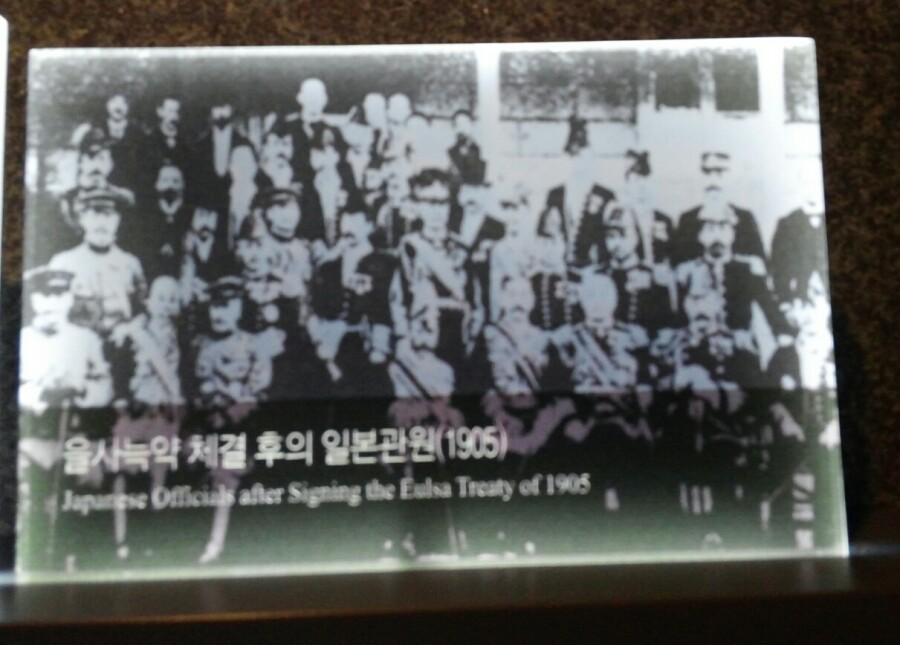 을사늑약 체결 후의 일본관원(1905)
Japanese Officials after Signing the Eulsa Treaty of 1905